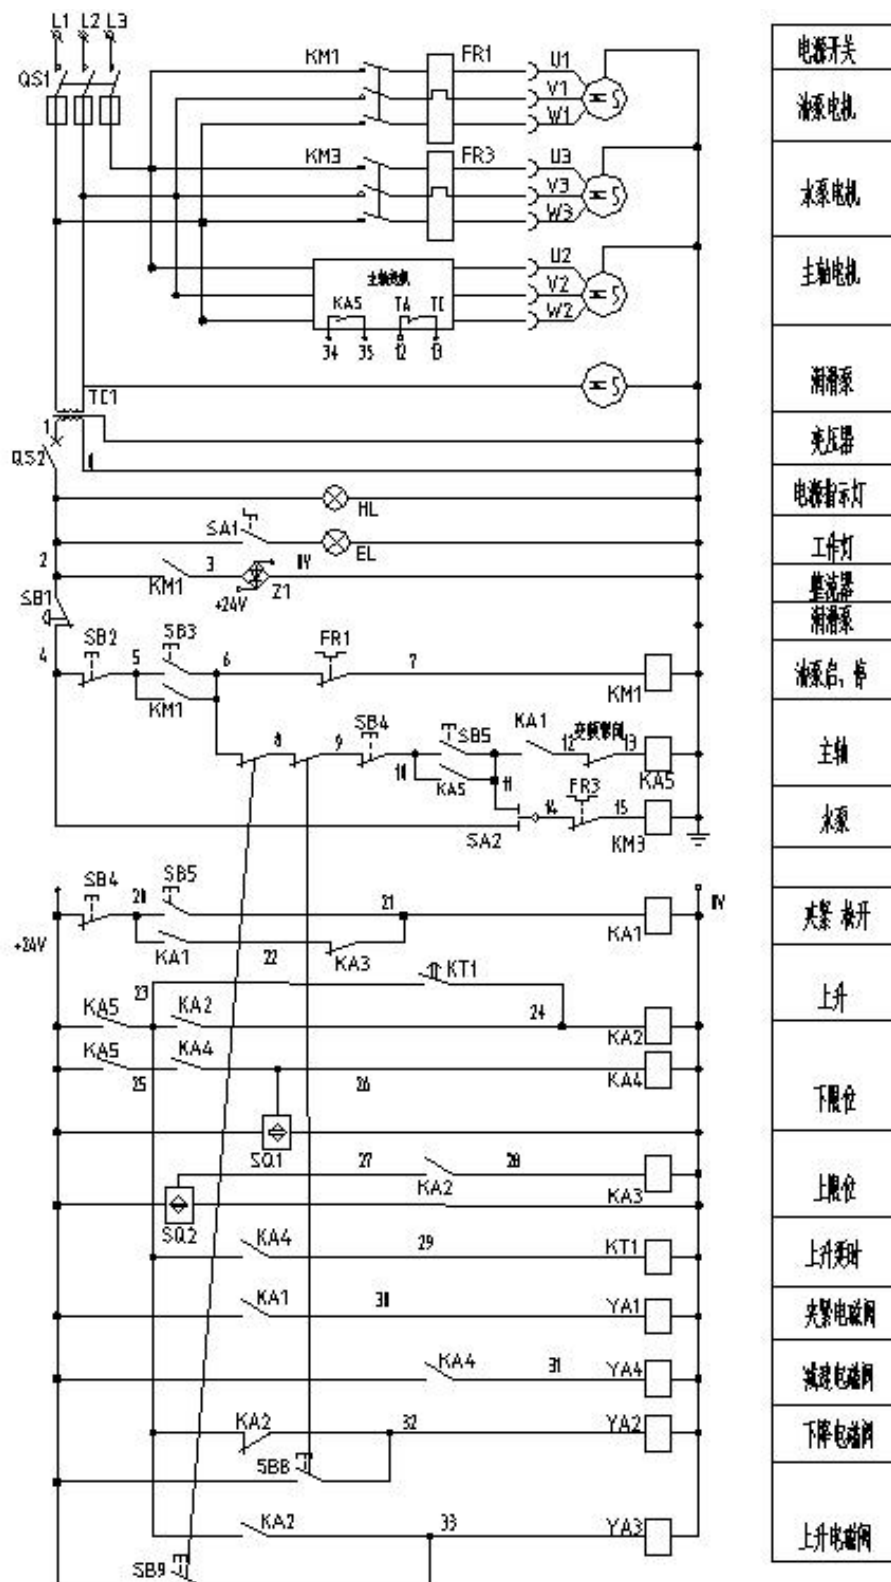 L1 L2 L3
QS1
KM1 FR1 U1
V1
W1
KM3 FR3 U3
V3
W3
U2
V2
W2
KA5 TA TC
34 35 12 13
TC1
1
QS2
HL
SA1
EL
2
KM1 3 0V
+24V Z1
SB1
4 SB2 5 SB3 6 FR1 7
KM1 KM1
8 9 SB4 SB5 KA1 12 变频常闭 13
10 KA5 11 KA5
14 FR3 15
SA2 KM3
SB4 20 SB5 21 0V
+24V
KA1 22 KA3 KA1
23 KT1
KA5 KA2 24
KA2
KA5 KA4
25 26 KA4
SQ1 27 28
KA2 KA3
SQ2
KA4 29 KT1
KA1 30 YA1
KA4 31 YA4
KA2 32 YA2
SB8
KA2 33 YA3
SB9
电源开关
油泵电机
水泵电机
主轴电机
润滑泵
变压器
电源指示灯
工作灯
整流器
润滑泵
油泵启、停
主轴
水泵
夹紧 松开
上升
下限位
上限位
上升延时
夹紧电磁阀
减速电磁阀
下降电磁阀
上升电磁阀